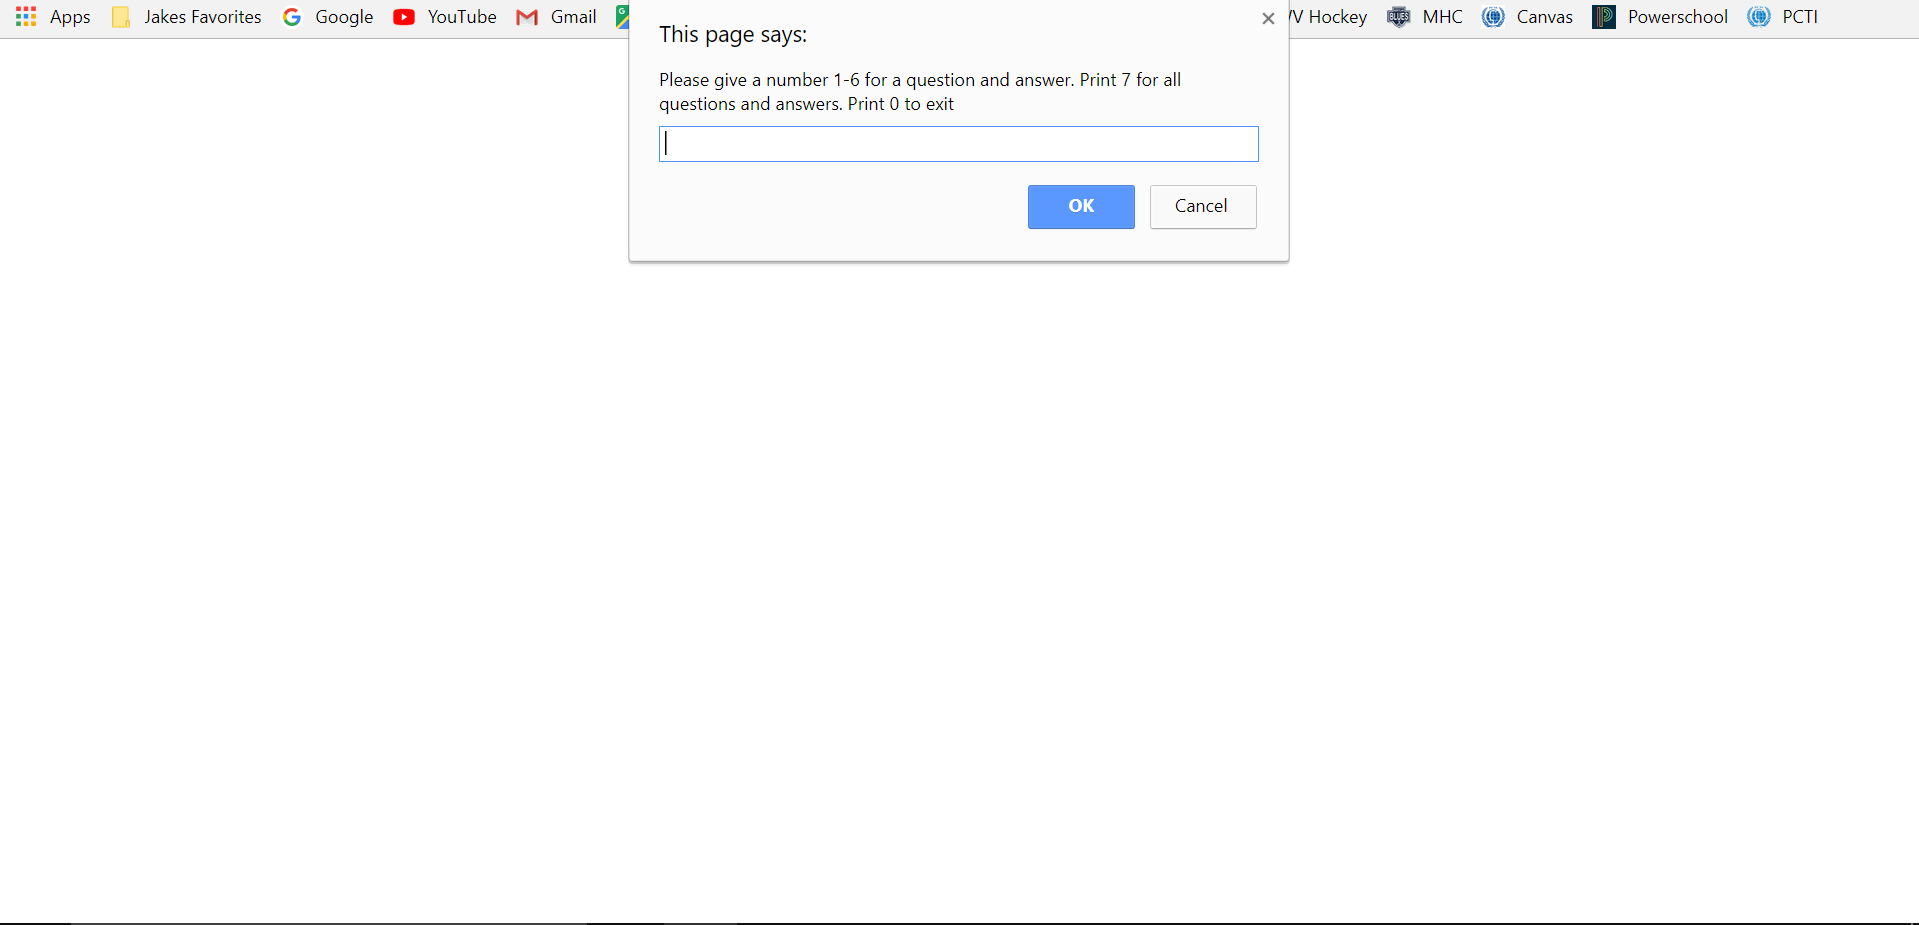 Apps Jakes Favorites Google YouTube Gmail Hockey MHC Canvas Powerschool PCTI
This page says:
Please give a number 1-6 for a question and answer. Print 7 for all
questions and answers. Print 0 to exit
OK Cancel